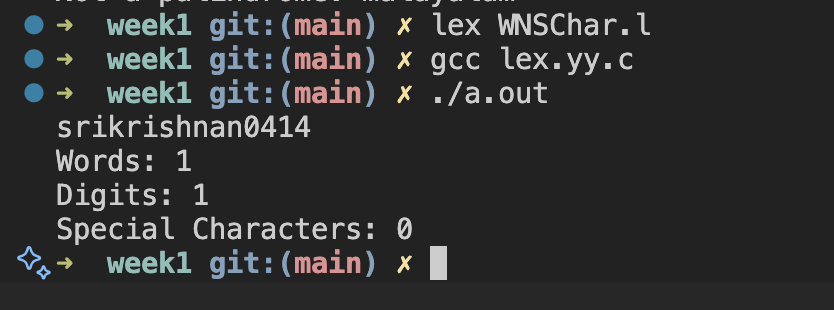 ➜  week1 git:(main) ✗ lex WNSChar.l
➜  week1 git:(main) ✗ gcc lex.yy.c
➜  week1 git:(main) ✗ ./a.out
srikrishnan0414
Words: 1
Digits: 1
Special Characters: 0
➜  week1 git:(main) ✗